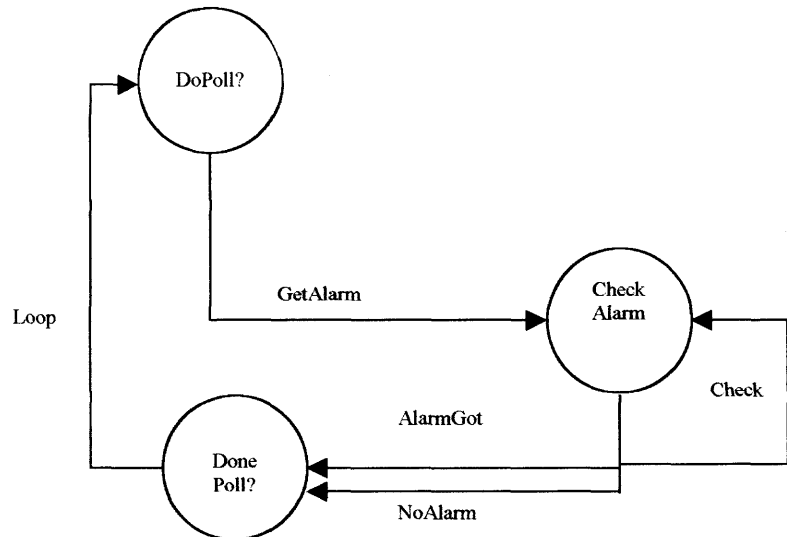 DoPoll?
GetAlarm
Check
Alarm
Loop
Check
AlarmGot
Done
Poll?
NoAlarm